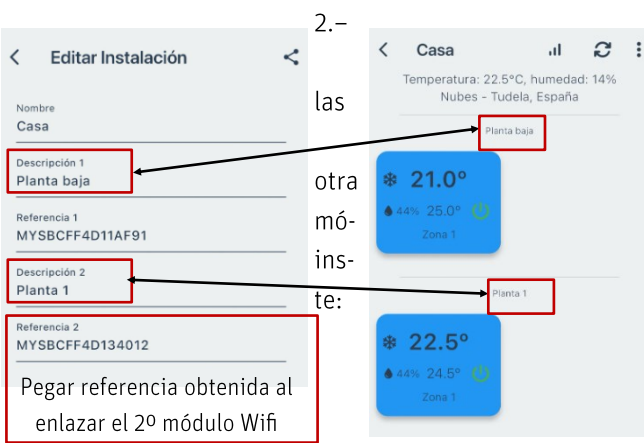 2.–
las
otra
mó-
ins-
te:
Editar Instalación
Nombre
Casa
Descripción 1
Planta baja
Referencia 1
MYSBCFF4D11AF91
Descripción 2
Planta 1
Referencia 2
MYSBCFF4D134012
Pegar referencia obtenida al
enlazar el 2º módulo Wifi
Casa
Temperatura: 22.5°C, humedad: 14%
Nubes - Tudela, España
Planta baja
21.0°
44% 25.0°
Zona 1
Planta 1
22.5°
44% 24.5°
Zona 1